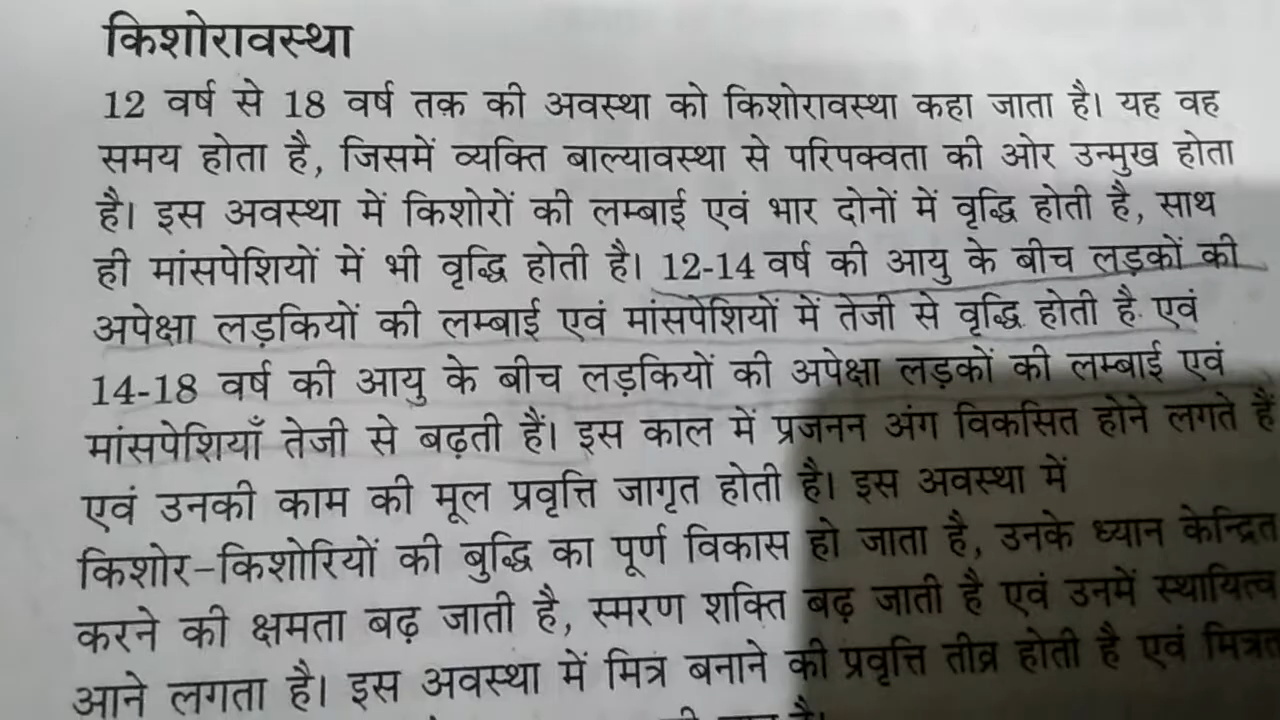 किशोरावस्था
12 वर्ष से 18 वर्ष तक की अवस्था को किशोरावस्था कहा जाता है। यह वह
समय होता है, जिसमें व्यक्ति बाल्यावस्था से परिपक्वता की ओर उन्मुख होता
है। इस अवस्था में किशोरों की लम्बाई एवं भार दोनों में वृद्धि होती है, साथ
ही मांसपेशियों में भी वृद्धि होती है। 12-14 वर्ष की आयु के बीच लड़कों की
अपेक्षा लड़कियों की लम्बाई एवं मांसपेशियों में तेजी से वृद्धि होती है एवं
14-18 वर्ष की आयु के बीच लड़कियों की अपेक्षा लड़कों की लम्बाई एवं
मांसपेशियाँ तेजी से बढ़ती हैं। इस काल में प्रजनन अंग विकसित होने लगते हैं
एवं उनकी काम की मूल प्रवृत्ति जागृत होती है। इस अवस्था में
किशोर-किशोरियों की बुद्धि का पूर्ण विकास हो जाता है, उनके ध्यान केन्द्रित
करने की क्षमता बढ़ जाती है, स्मरण शक्ति बढ़ जाती है एवं उनमें स्थायित्व
आने लगता है। इस अवस्था में मित्र बनाने की प्रवृत्ति तीव्र होती है एवं